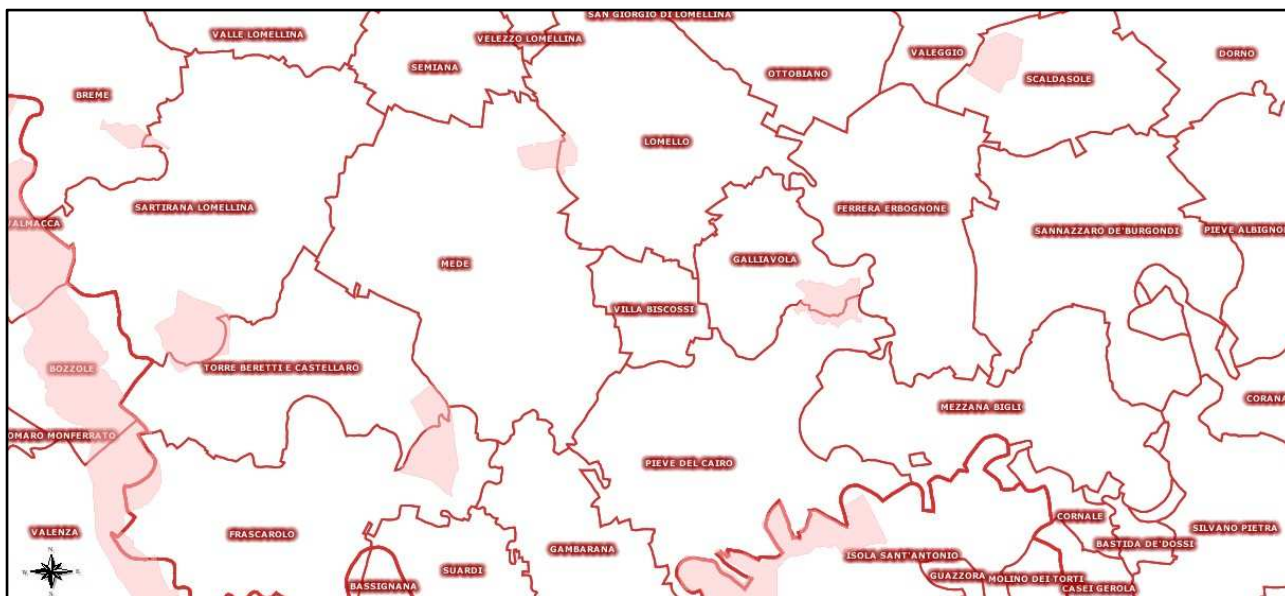 SAN GIORGIO DI LOMELLINA
VALLE LOMELLINA
VELEZZO LOMELLINA
SEMIANA
VALEGGIO
DORNO
OTTOBIANO
SCALDASOLE
BREME
LOMELLO
SARTIRANA LOMELLINA
FERRERA ERBOGNONE
VALMACCA
SANNAZZARO DE'BURGONDI
PIEVE ALBIGNOL
MEDE
GALLIAVOLA
VILLA BISCOSSI
BOZZOLE
TORRE BERETTI E CASTELLARO
MEZZANA BIGLI
CORANA
OMARO MONFERRATO
PIEVE DEL CAIRO
CORNALE
SILVANO PIETRA
VALENZA
FRASCAROLO
BASTIDA DE'DOSSI
GAMBARANA
ISOLA SANT'ANTONIO
SUARDI
GUAZZORA
MOLINO DEI TORTI
BASSIGNANA
CASEI GEROLA
N
S